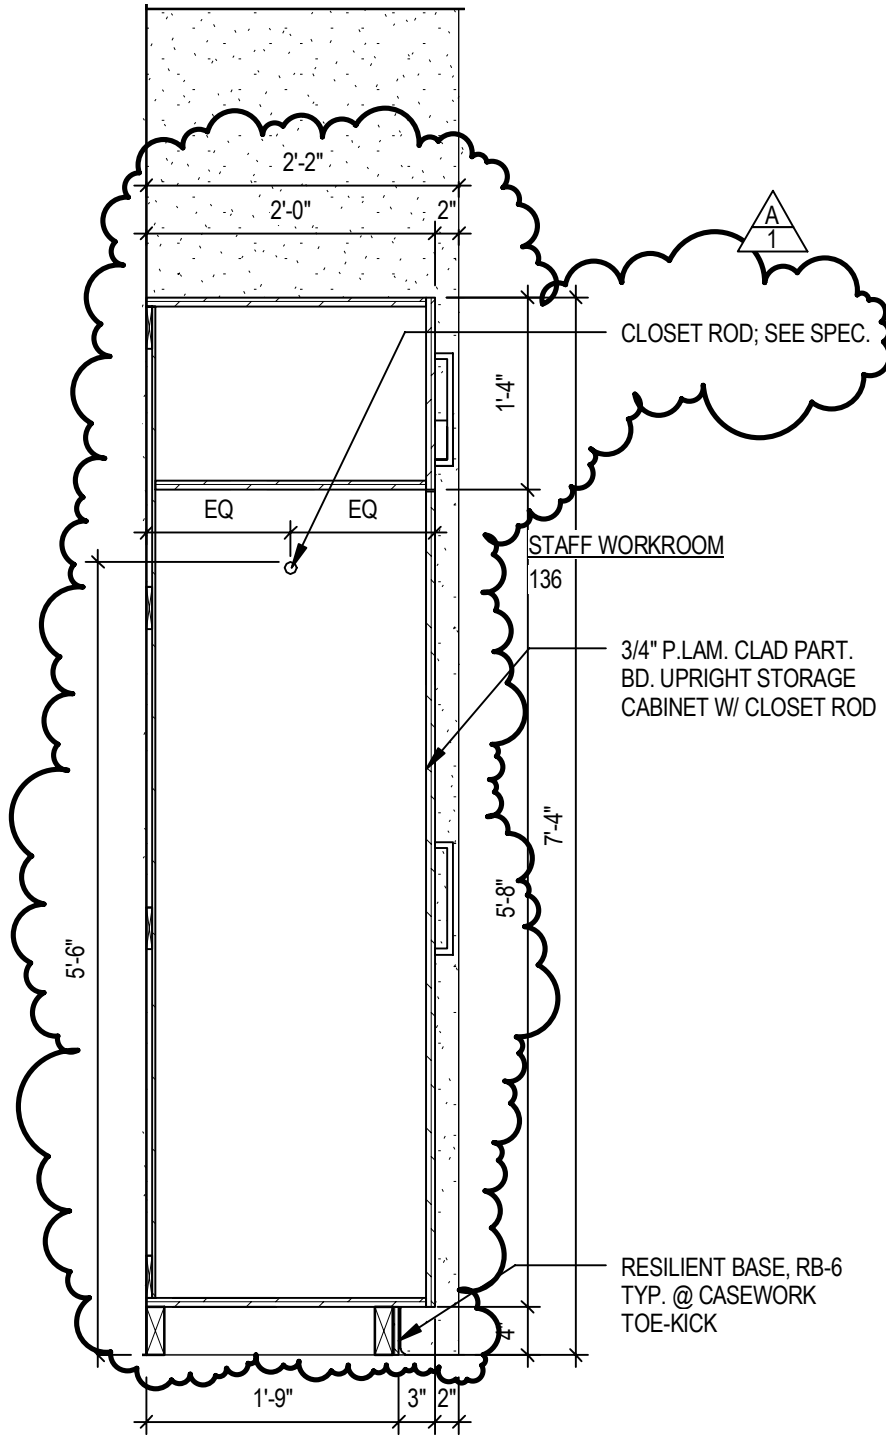 2'-2"
2'-0"
2"
A
1
CLOSET ROD; SEE SPEC.
1'-4"
EQ
EQ
STAFF WORKROOM
136
3/4" P.LAM. CLAD PART.
BD. UPRIGHT STORAGE
CABINET W/ CLOSET ROD
7'-4"
5'-8"
5'-6"
RESILIENT BASE, RB-6
TYP. @ CASEWORK
TOE-KICK
4"
1'-9"
3"
2"